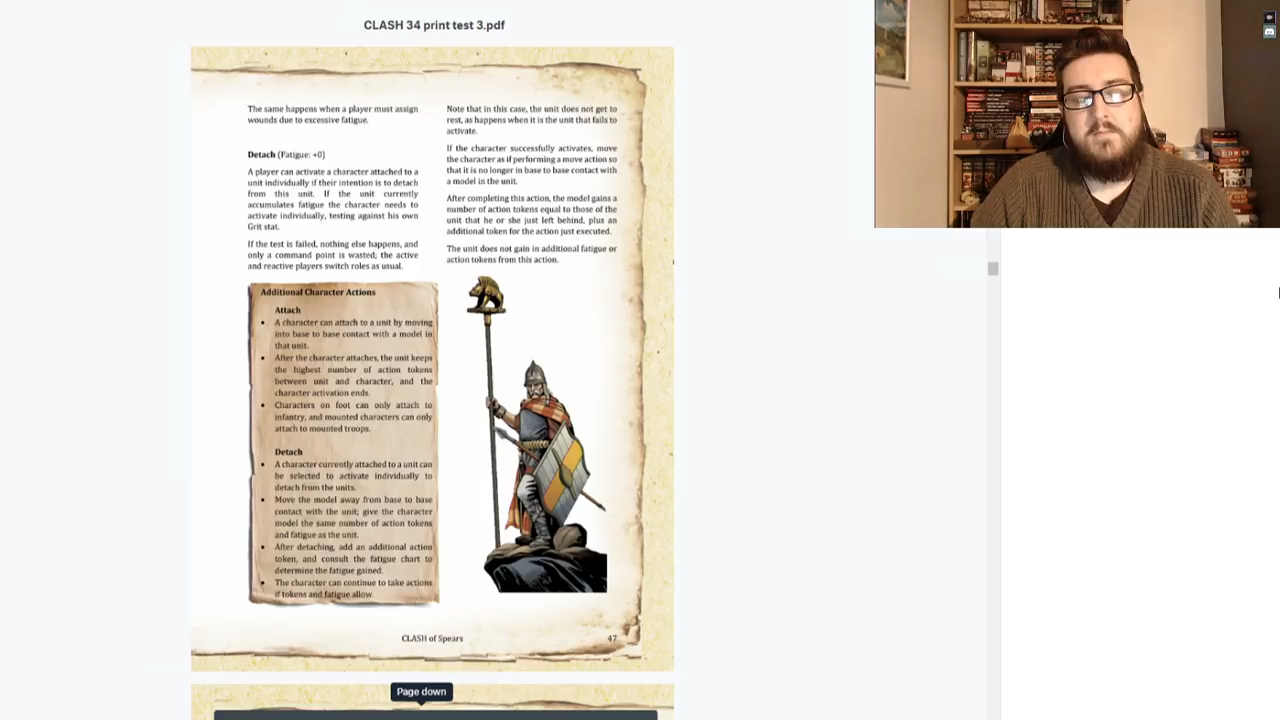 CLASH 34 print test 3.pdf
The same happens when a player must assign
wounds due to excessive fatigue.
Detach (Fatigue: +0)
A player can activate a character attached to a
unit individually if their intention is to detach
from this unit. If the unit currently
accumulates fatigue the character needs to
activate individually, testing against his own
Grit stat.
If the test is failed, nothing else happens, and
only a command point is wasted; the active
and reactive players switch roles as usual.
Note that in this case, the unit does not get to
rest, as happens when it is the unit that fails to
activate.
If the character successfully activates, move
the character as if performing a move action so
that it is no longer in base to base contact with
a model in the unit.
After completing this action, the model gains a
number of action tokens equal to those of the
unit that he or she just left behind, plus an
additional token for the action just executed.
The unit does not gain in additional fatigue or
action tokens from this action.
Additional Character Actions
Attach
• A character can attach to a unit by moving
into base to base contact with a model in
that unit.
• After the character attaches, the unit keeps
the highest number of action tokens
between unit and character, and the
character activation ends.
• Characters on foot can only attach to
infantry, and mounted characters can only
attach to mounted troops.
Detach
• A character currently attached to a unit can
be selected to activate individually to
detach from the units.
• Move the model away from base to base
contact with the unit; give the character
model the same number of action tokens
and fatigue as the unit.
• After detaching, add an additional action
token, and consult the fatigue chart to
determine the fatigue gained.
• The character can continue to take actions
if tokens and fatigue allow.
CLASH of Spears
47
Page down